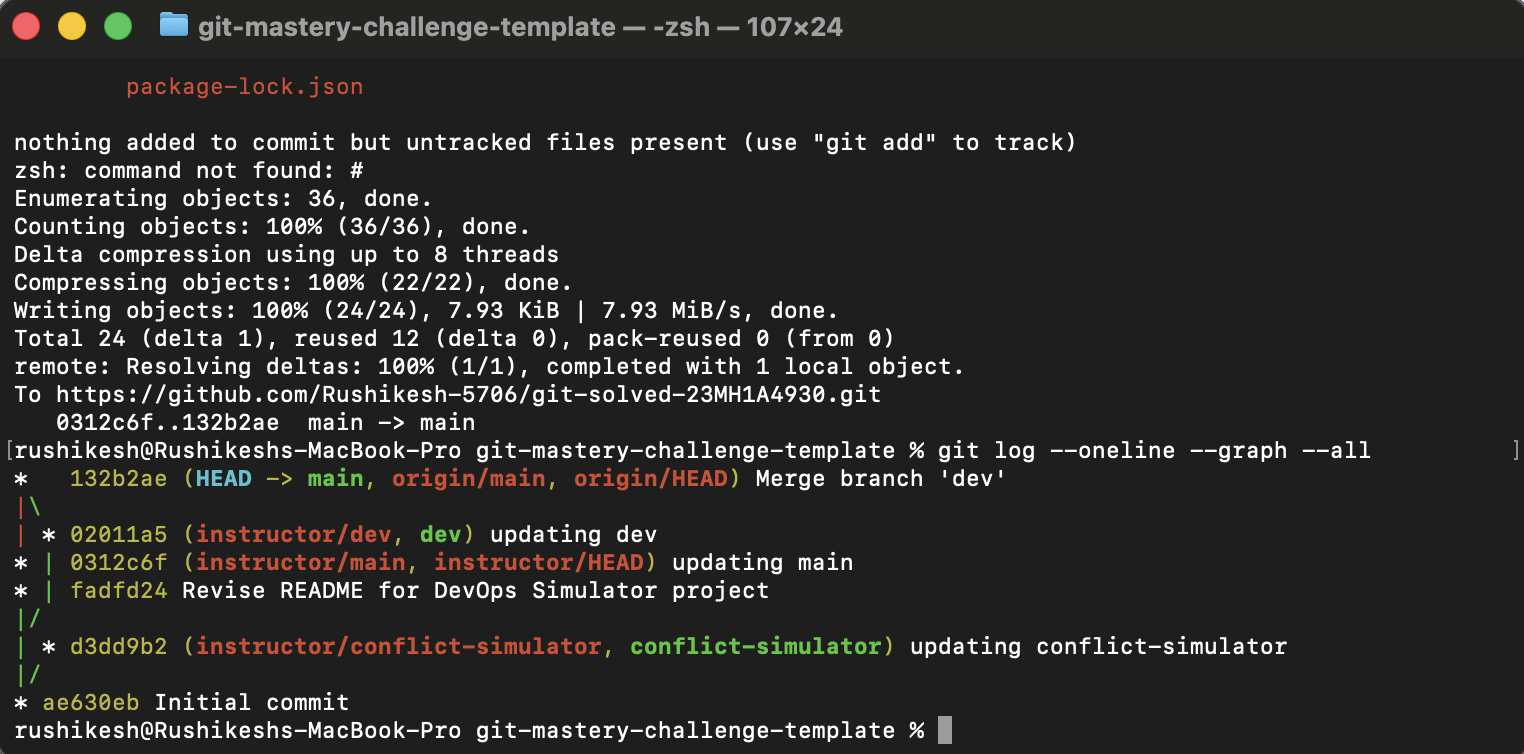 git-mastery-challenge-template — -zsh — 107×24
package-lock.json
nothing added to commit but untracked files present (use "git add" to track)
zsh: command not found: #
Enumerating objects: 36, done.
Counting objects: 100% (36/36), done.
Delta compression using up to 8 threads
Compressing objects: 100% (22/22), done.
Writing objects: 100% (24/24), 7.93 KiB | 7.93 MiB/s, done.
Total 24 (delta 1), reused 12 (delta 0), pack-reused 0 (from 0)
remote: Resolving deltas: 100% (1/1), completed with 1 local object.
To https://github.com/Rushikesh-5706/git-solved-23MH1A4930.git
   0312c6f..132b2ae  main -> main
[rushikesh@Rushikeshs-MacBook-Pro git-mastery-challenge-template % git log --oneline --graph --all ]
*   132b2ae (HEAD -> main, origin/main, origin/HEAD) Merge branch 'dev'
|\
| * 02011a5 (instructor/dev, dev) updating dev
* | 0312c6f (instructor/main, instructor/HEAD) updating main
* | fadfd24 Revise README for DevOps Simulator project
|/
| * d3dd9b2 (instructor/conflict-simulator, conflict-simulator) updating conflict-simulator
|/
* ae630eb Initial commit
rushikesh@Rushikeshs-MacBook-Pro git-mastery-challenge-template %